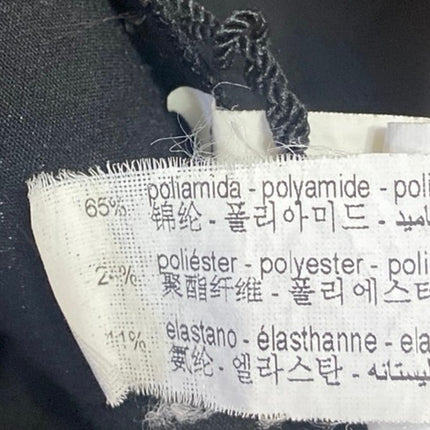 65% poliamida - polyamide - poli
锦纶 - 폴리아미드 -
poliéster - polyester - poli
聚酯纤维 - 폴리에스터
11% elastano - élasthanne - ela
氨纶 - 엘라스탄 -